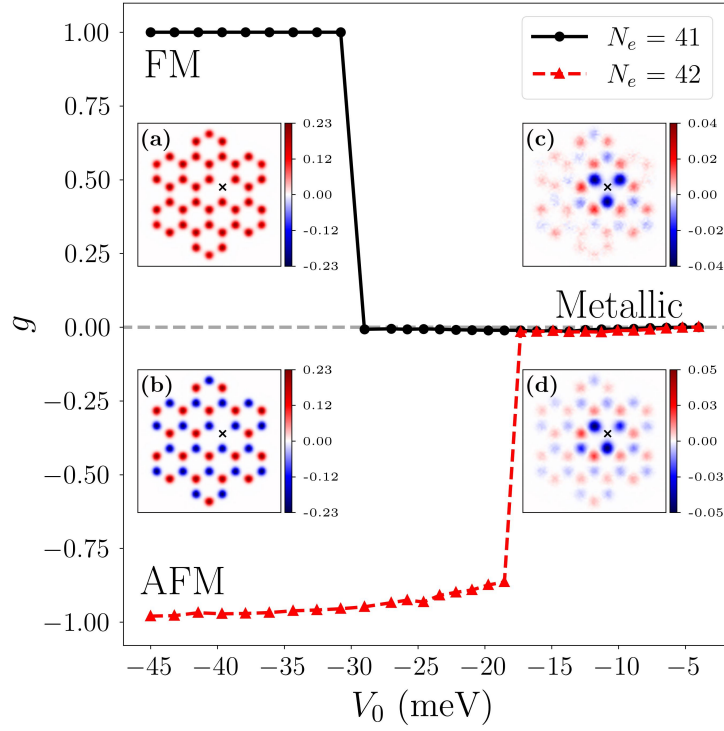 1.00
0.75
0.50
0.25
0.00
−0.25
−0.50
−0.75
−1.00
g
FM
N_e = 41
N_e = 42
(a)
0.23
0.12
0.00
-0.12
-0.23
(c)
0.04
0.02
0.00
-0.02
-0.04
Metallic
(b)
0.23
0.12
0.00
-0.12
-0.23
(d)
0.05
0.03
0.00
-0.03
-0.05
AFM
−45 −40 −35 −30 −25 −20 −15 −10 −5
V_0 (meV)